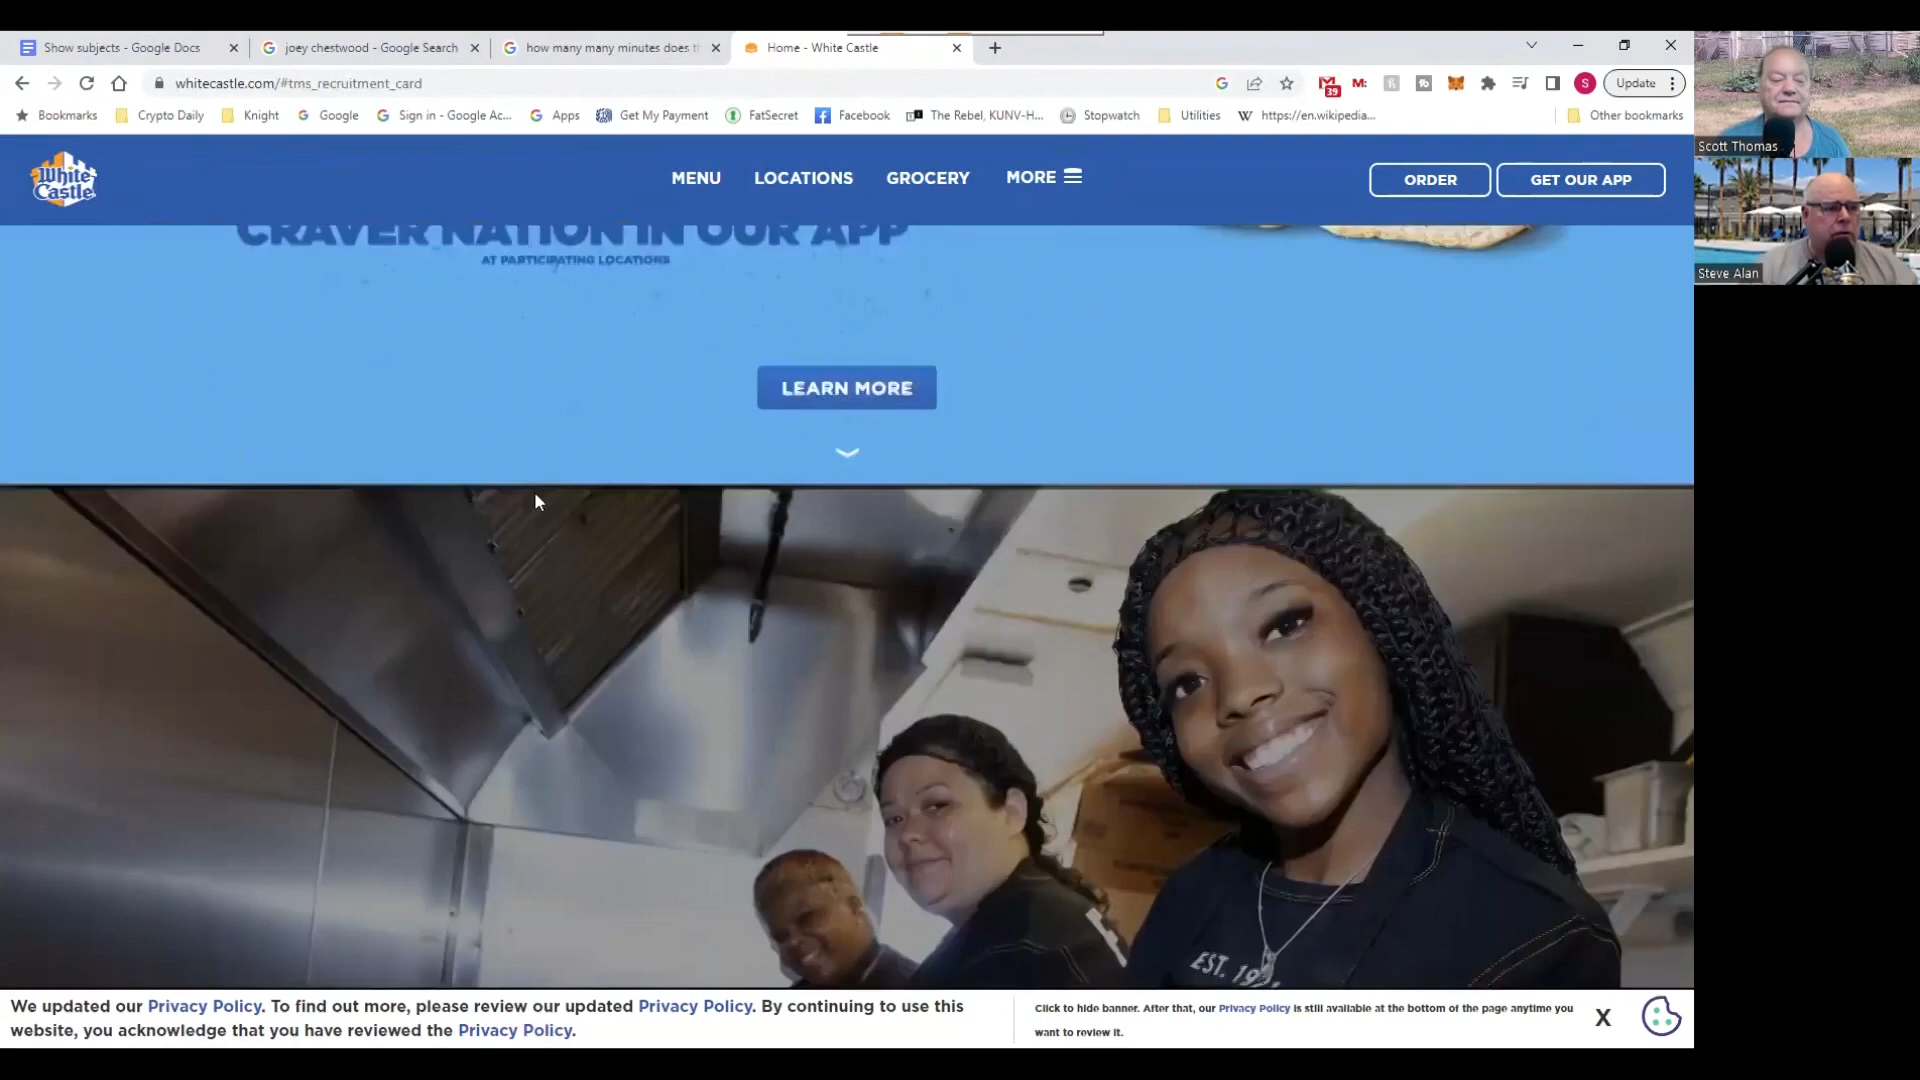 Show subjects - Google Docs
joey chestwood - Google Search
how many many minutes does t
Home - White Castle
whitecastle.com/#tms_recruitment_card
39
M:
S
Update
Bookmarks
Crypto Daily
Knight
Google
Sign in - Google Ac...
Apps
Get My Payment
FatSecret
Facebook
The Rebel, KUNV-H...
Stopwatch
Utilities
W https://en.wikipedia...
Other bookmarks
White Castle
MENU
LOCATIONS
GROCERY
MORE
ORDER
GET OUR APP
CRAVER NATION IN OUR APP
AT PARTICIPATING LOCATIONS
LEARN MORE
EST. 19
We updated our Privacy Policy. To find out more, please review our updated Privacy Policy. By continuing to use this
website, you acknowledge that you have reviewed the Privacy Policy.
Click to hide banner. After that, our Privacy Policy is still available at the bottom of the page anytime you
want to review it.
X
Scott Thomas
Steve Alan